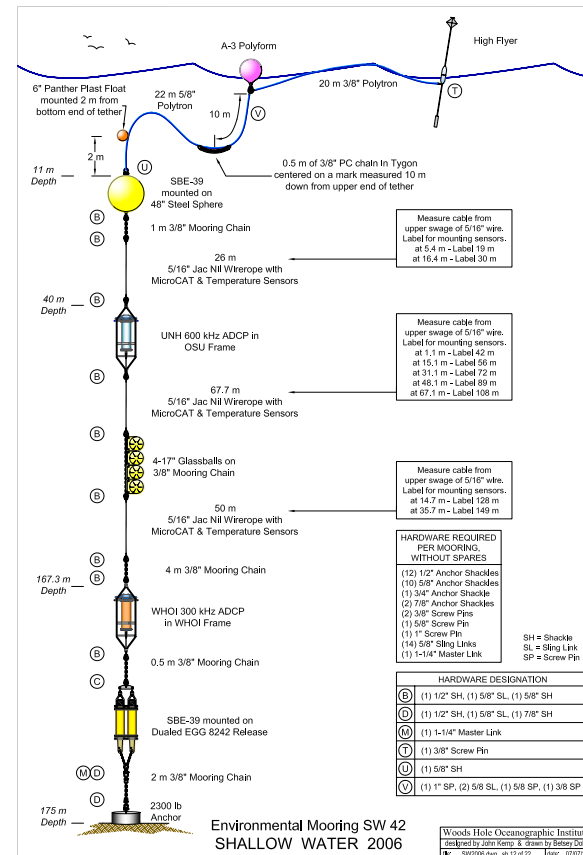 A-3 Polyform
High Flyer
6" Panther Plast Float
mounted 2 m from
bottom end of tether
22 m 5/8"
Polytron
20 m 3/8" Polytron
10 m
V
T
2 m
11 m
Depth
U
SBE-39
mounted on
48" Steel Sphere
0.5 m of 3/8" PC chain In Tygon
centered on a mark measured 10 m
down from upper end of tether
B
1 m 3/8" Mooring Chain
B
26 m
5/16" Jac Nil Wirerope with
MicroCAT & Temperature Sensors
Measure cable from
upper swage of 5/16" wire.
Label for mounting sensors.
at 5.4 m - Label 19 m
at 16.4 m - Label 30 m
40 m
Depth
B
UNH 600 kHz ADCP in
OSU Frame
B
67.7 m
5/16" Jac Nil Wirerope with
MicroCAT & Temperature Sensors
Measure cable from
upper swage of 5/16" wire.
Label for mounting sensors.
at 1.1 m - Label 42 m
at 15.1 m - Label 56 m
at 31.1 m - Label 72 m
at 48.1 m - Label 89 m
at 67.1 m - Label 108 m
B
4-17" Glassballs on
3/8" Mooring Chain
B
50 m
5/16" Jac Nil Wirerope with
MicroCAT & Temperature Sensors
Measure cable from
upper swage of 5/16" wire.
Label for mounting sensors.
at 14.7 m - Label 128 m
at 35.7 m - Label 149 m
B
4 m 3/8" Mooring Chain
B
167.3 m
Depth
WHOI 300 kHz ADCP
in WHOI Frame
B
0.5 m 3/8" Mooring Chain
C
SBE-39 mounted on
Dualed EGG 8242 Release
M D
2 m 3/8" Mooring Chain
D
175 m
Depth
2300 lb
Anchor
HARDWARE REQUIRED
PER MOORING,
WITHOUT SPARES
(12) 1/2" Anchor Shackles
(10) 5/8" Anchor Shackles
(1) 3/4" Anchor Shackle
(2) 7/8" Anchor Shackles
(2) 3/8" Screw Pins
(1) 5/8" Screw Pin
(1) 1" Screw Pin
(14) 5/8" Sling Links
(1) 1-1/4" Master Link
SH = Shackle
SL = Sling Link
SP = Screw Pin
HARDWARE DESIGNATION
B (1) 1/2" SH, (1) 5/8" SL, (1) 5/8" SH
D (1) 1/2" SH, (1) 5/8" SL, (1) 7/8" SH
M (1) 1-1/4" Master Link
T (1) 3/8" Screw Pin
U (1) 5/8" SH
V (1) 1" SP, (2) 5/8 SL, (1) 5/8 SP, (1) 3/8 SP
Environmental Mooring SW 42
SHALLOW WATER 2006
Woods Hole Oceanographic Institut
designed by John Kemp & drawn by Betsey Do
SW2006.dwg sh 12 of 22 date: 07/07/